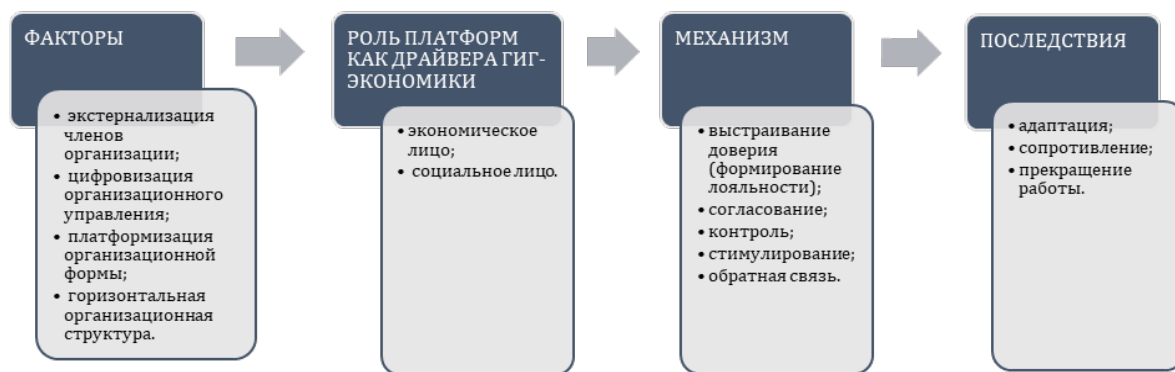 ФАКТОРЫ
• экстернализация
членов
организации;
• цифровизация
организационного
управления;
• платформизация
организационной
формы;
• горизонтальная
организационная
структура.
РОЛЬ ПЛАТФОРМ
КАК ДРАЙВЕРА ГИГ-
ЭКОНОМИКИ
• экономическое
лицо;
• социальное лицо.
МЕХАНИЗМ
• выстраивание
доверия
(формирование
лояльности);
• согласование;
• контроль;
• стимулирование;
• обратная связь.
ПОСЛЕДСТВИЯ
• адаптация;
• сопротивление;
• прекращение
работы.